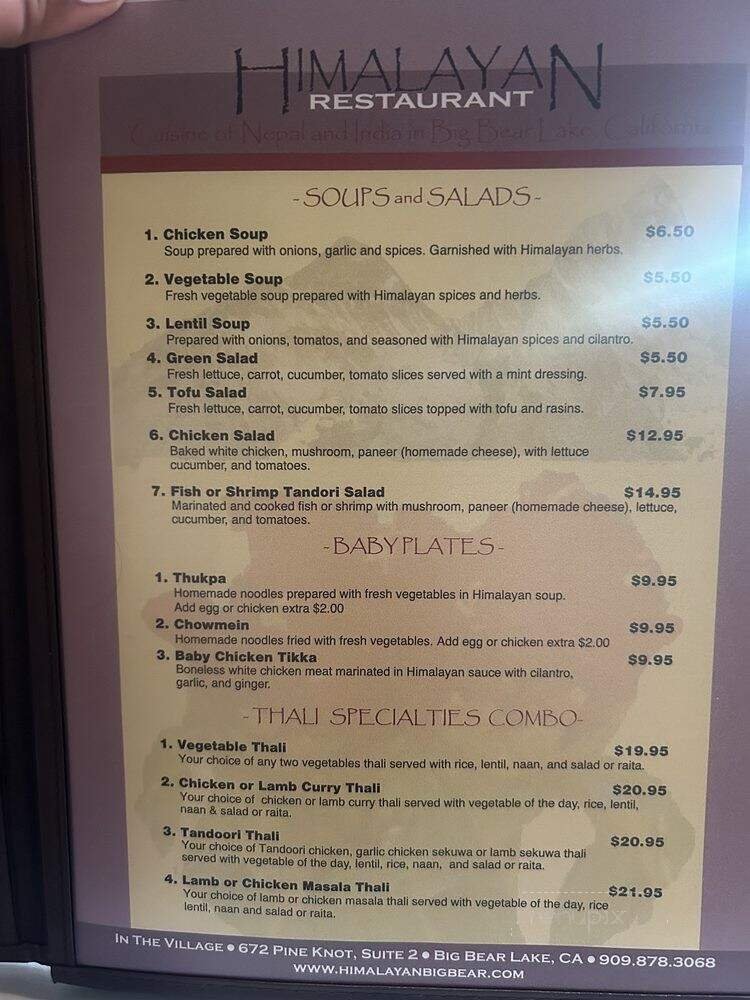 HIMALAYAN
RESTAURANT
Cuisine of Nepal and India in Big Bear Lake, California
- SOUPS and SALADS -
1. Chicken Soup $6.50
Soup prepared with onions, garlic and spices. Garnished with Himalayan herbs.
2. Vegetable Soup $5.50
Fresh vegetable soup prepared with Himalayan spices and herbs.
3. Lentil Soup $5.50
Prepared with onions, tomatos, and seasoned with Himalayan spices and cilantro.
4. Green Salad $5.50
Fresh lettuce, carrot, cucumber, tomato slices served with a mint dressing.
5. Tofu Salad $7.95
Fresh lettuce, carrot, cucumber, tomato slices topped with tofu and rasins.
6. Chicken Salad $12.95
Baked white chicken, mushroom, paneer (homemade cheese), with lettuce
cucumber, and tomatoes.
7. Fish or Shrimp Tandori Salad $14.95
Marinated and cooked fish or shrimp with mushroom, paneer (homemade cheese), lettuce,
cucumber, and tomatoes.
- BABY PLATES -
1. Thukpa $9.95
Homemade noodles prepared with fresh vegetables in Himalayan soup.
Add egg or chicken extra $2.00
2. Chowmein $9.95
Homemade noodles fried with fresh vegetables. Add egg or chicken extra $2.00
3. Baby Chicken Tikka $9.95
Boneless white chicken meat marinated in Himalayan sauce with cilantro,
garlic, and ginger.
- THALI SPECIALTIES COMBO-
1. Vegetable Thali $19.95
Your choice of any two vegetables thali served with rice, lentil, naan, and salad or raita.
2. Chicken or Lamb Curry Thali $20.95
Your choice of chicken or lamb curry thali served with vegetable of the day, rice, lentil,
naan & salad or raita.
3. Tandoori Thali $20.95
Your choice of Tandoori chicken, garlic chicken sekuwa or lamb sekuwa thali
served with vegetable of the day, lentil, rice, naan, and salad or raita.
4. Lamb or Chicken Masala Thali $21.95
Your choice of lamb or chicken masala thali served with vegetable of the day, rice
lentil, naan and salad or raita.
IN THE VILLAGE • 672 PINE KNOT, SUITE 2 • BIG BEAR LAKE, CA • 909.878.3068
WWW.HIMALAYANBIGBEAR.COM